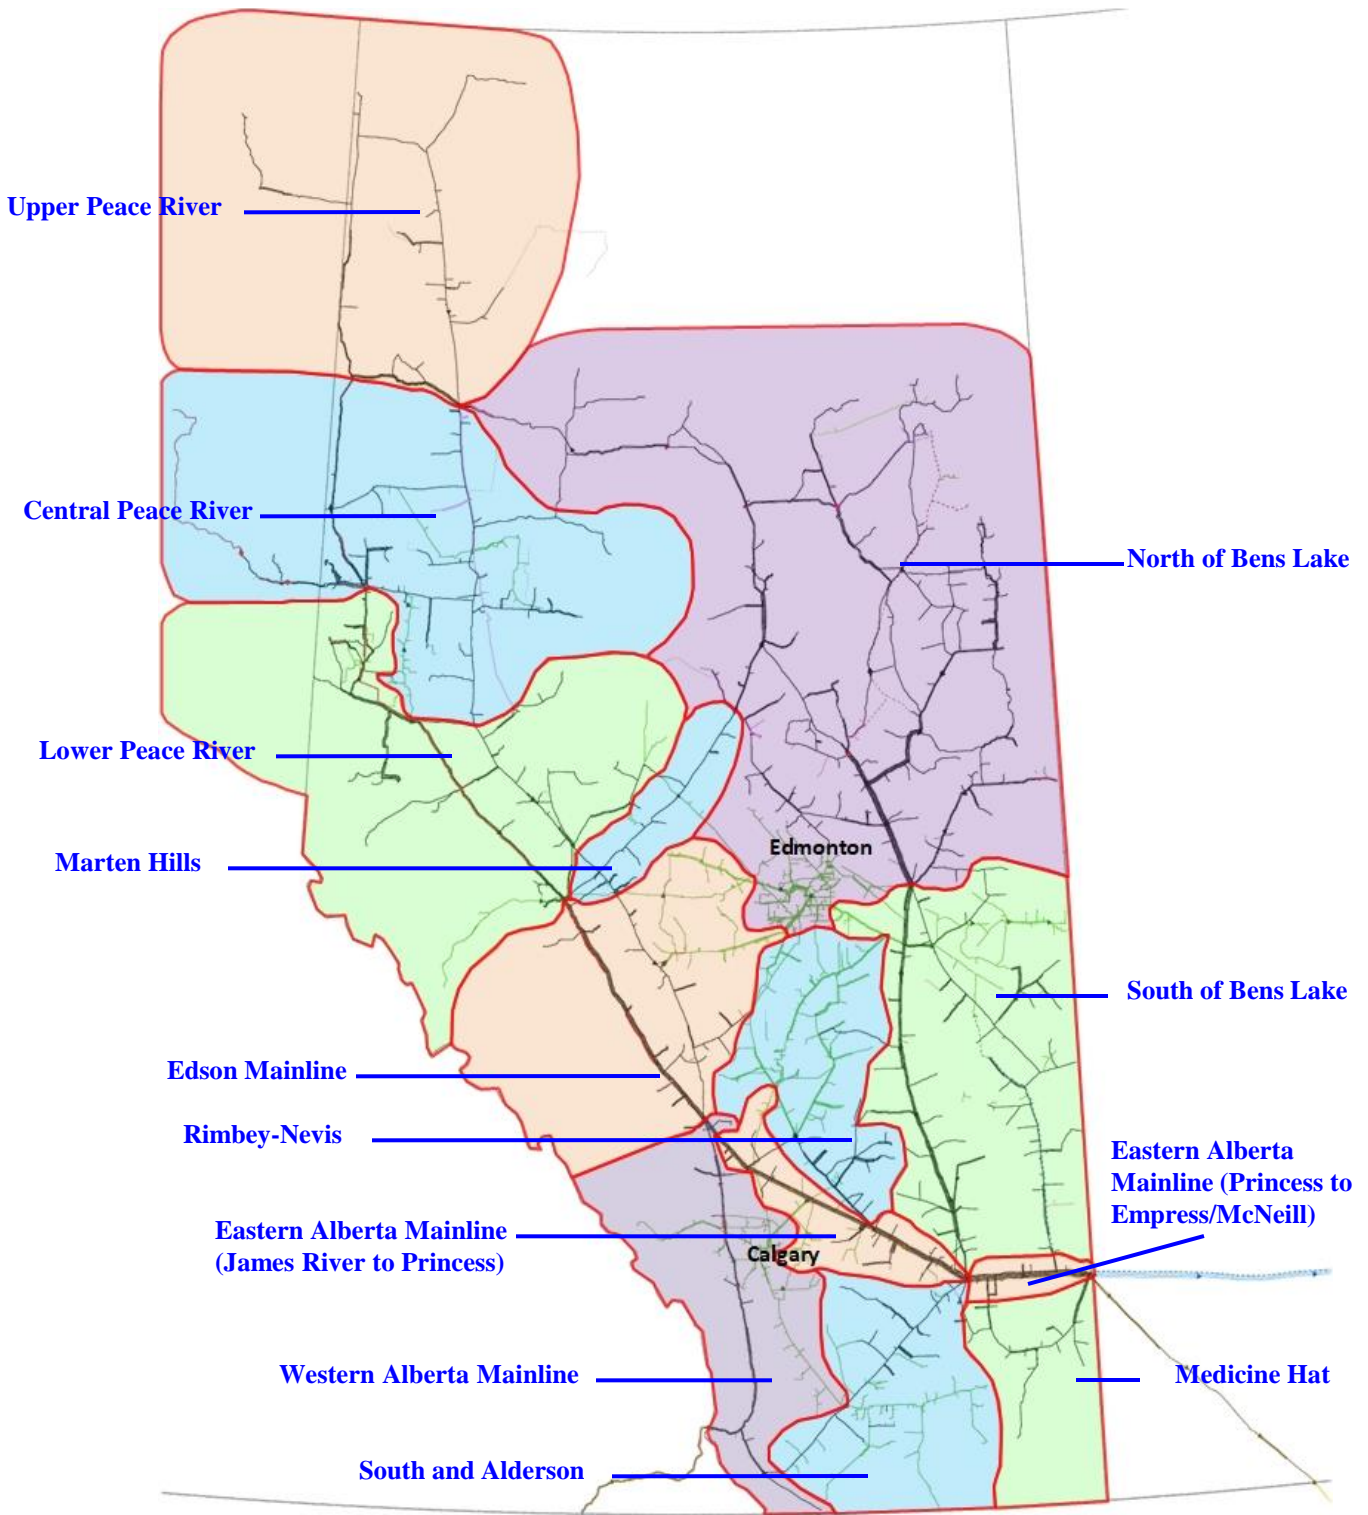 Upper Peace River
Central Peace River
North of Bens Lake
Lower Peace River
Edmonton
Marten Hills
South of Bens Lake
Edson Mainline
Rimbey-Nevis
Eastern Alberta
Mainline (Princess to
Empress/McNeill)
Eastern Alberta Mainline
(James River to Princess)
Calgary
Western Alberta Mainline
Medicine Hat
South and Alderson